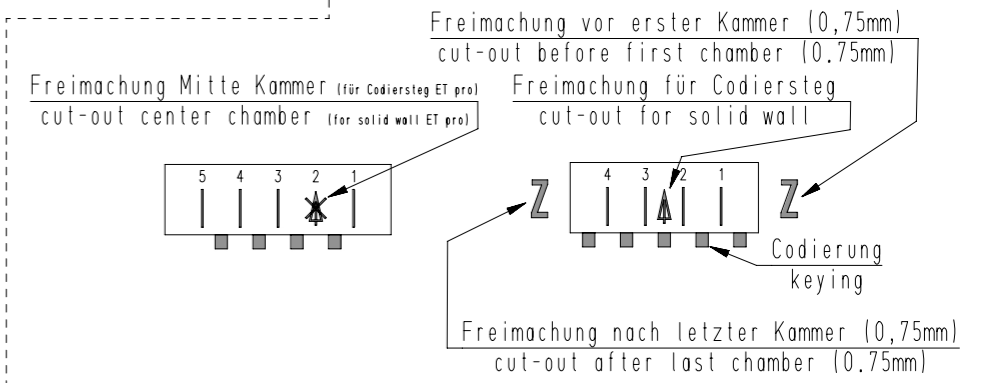 Freimachung vor erster Kammer (0,75mm)
cut-out before first chamber (0.75mm)
Freimachung Mitte Kammer (für Codiersteg ET pro)
cut-out center chamber (for solid wall ET pro)
Freimachung für Codiersteg
cut-out for solid wall
5 4 3 2 1
Z 4 3 2 1 Z
Codierung
keying
Freimachung nach letzter Kammer (0,75mm)
cut-out after last chamber (0.75mm)